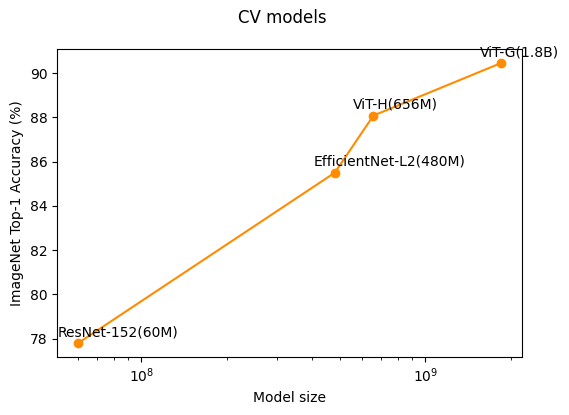 CV models
ViT-G(1.8B)
ViT-H(656M)
EfficientNet-L2(480M)
ResNet-152(60M)
ImageNet Top-1 Accuracy (%)
90
88
86
84
82
80
78
10^8
10^9
Model size